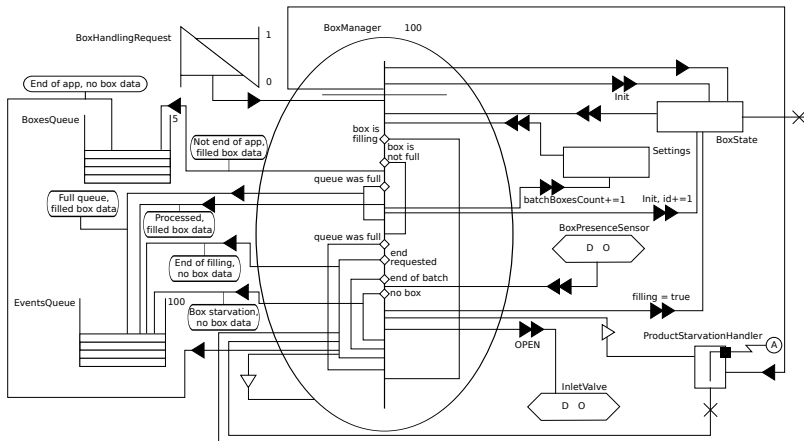 BoxManager
100
BoxHandlingRequest
1
0
End of app, no box data
BoxesQueue
5
Init
BoxState
box is
filling
Not end of app,
filled box data
box is
not full
Settings
queue was full
batchBoxesCount+=1
Init, id+=1
Full queue,
filled box data
Processed,
filled box data
BoxPresenceSensor
queue was full
D O
end
requested
End of filling,
no box data
end of batch
no box
EventsQueue
100
Box starvation,
no box data
filling = true
OPEN
ProductStarvationHandler
A
InletValve
D O